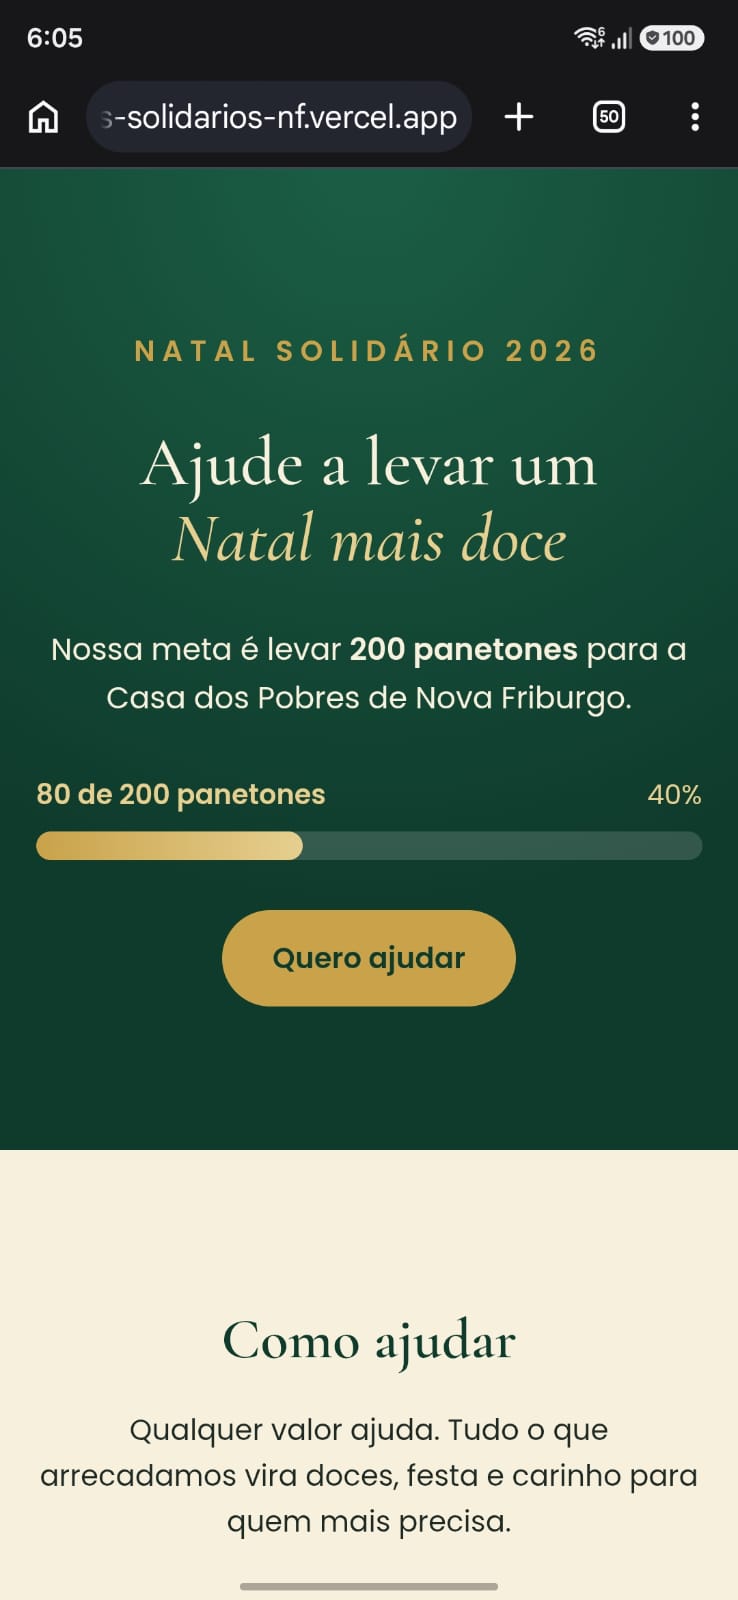 6:05
100
s-solidarios-nf.vercel.app
50
NATAL SOLIDÁRIO 2026
Ajude a levar um
Natal mais doce
Nossa meta é levar 200 panetones para a
Casa dos Pobres de Nova Friburgo.
80 de 200 panetones
40%
Quero ajudar
Como ajudar
Qualquer valor ajuda. Tudo o que
arrecadamos vira doces, festa e carinho para
quem mais precisa.